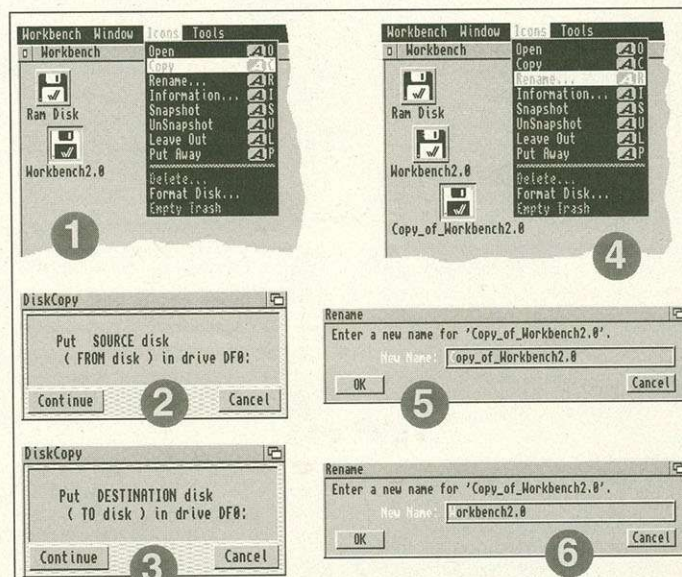 Workbench Window Icons Tools
Workbench
Open A O
Copy A C
Rename... A R
Information... A I
Snapshot A S
UnSnapshot A U
Leave Out A L
Put Away A P
Delete...
Format Disk...
Empty Trash
Ram Disk
Workbench2.0
1
DiskCopy
Put SOURCE disk
( FROM disk ) in drive DF0:
Continue Cancel
2
DiskCopy
Put DESTINATION disk
( TO disk ) in drive DF0:
Continue Cancel
3
Workbench Window Icons Tools
Workbench
Open A O
Copy A C
Rename... A R
Information... A I
Snapshot A S
UnSnapshot A U
Leave Out A L
Put Away A P
Delete...
Format Disk...
Empty Trash
Ram Disk
Workbench2.0
Copy_of_Workbench2.0
4
Rename
Enter a new name for 'Copy_of_Workbench2.0'.
New Name: Copy_of_Workbench2.0
OK Cancel
5
Rename
Enter a new name for 'Copy_of_Workbench2.0'.
New Name: Workbench2.0
OK Cancel
6